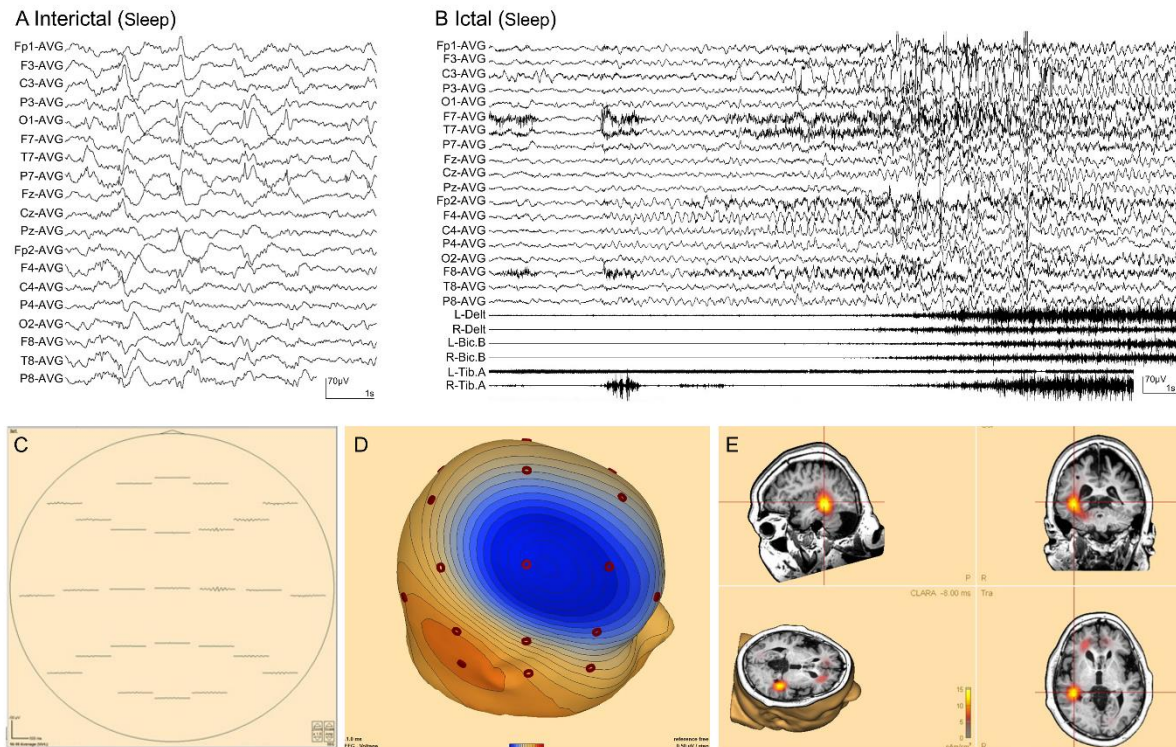 A Interictal (Sleep)
Fp1-AVG
F3-AVG
C3-AVG
P3-AVG
O1-AVG
F7-AVG
T7-AVG
P7-AVG
Fz-AVG
Cz-AVG
Pz-AVG
Fp2-AVG
F4-AVG
C4-AVG
P4-AVG
O2-AVG
F8-AVG
T8-AVG
P8-AVG
70µV
1s
B Ictal (Sleep)
Fp1-AVG
F3-AVG
C3-AVG
P3-AVG
O1-AVG
F7-AVG
T7-AVG
P7-AVG
Fz-AVG
Cz-AVG
Pz-AVG
Fp2-AVG
F4-AVG
C4-AVG
P4-AVG
O2-AVG
F8-AVG
T8-AVG
P8-AVG
L-Delt
R-Delt
L-Bic.B
R-Bic.B
L-Tib.A
R-Tib.A
70µV
1s
C
D
reference free
E
P
R
CLARA -8.00 ms
Tra
15
10
5
0